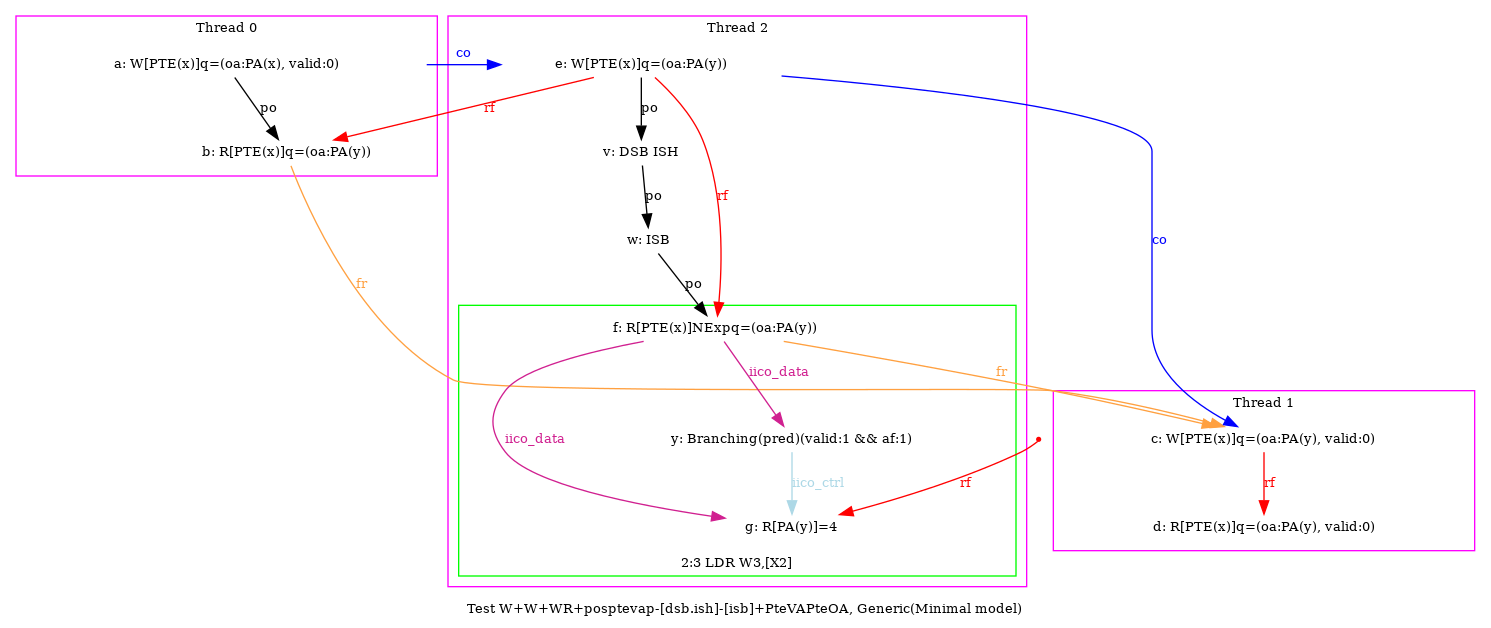 Thread 0
Thread 2
a: W[PTE(x)]q=(oa:PA(x), valid:0)
co
e: W[PTE(x)]q=(oa:PA(y))
po
rf
po
b: R[PTE(x)]q=(oa:PA(y))
v: DSB ISH
po
rf
w: ISB
co
fr
po
f: R[PTE(x)]NExpq=(oa:PA(y))
iico_data
fr
Thread 1
iico_data
y: Branching(pred)(valid:1 && af:1)
c: W[PTE(x)]q=(oa:PA(y), valid:0)
iico_ctrl
rf
rf
g: R[PA(y)]=4
d: R[PTE(x)]q=(oa:PA(y), valid:0)
2:3 LDR W3,[X2]
Test W+W+WR+posptevap-[dsb.ish]-[isb]+PteVAPteOA, Generic(Minimal model)